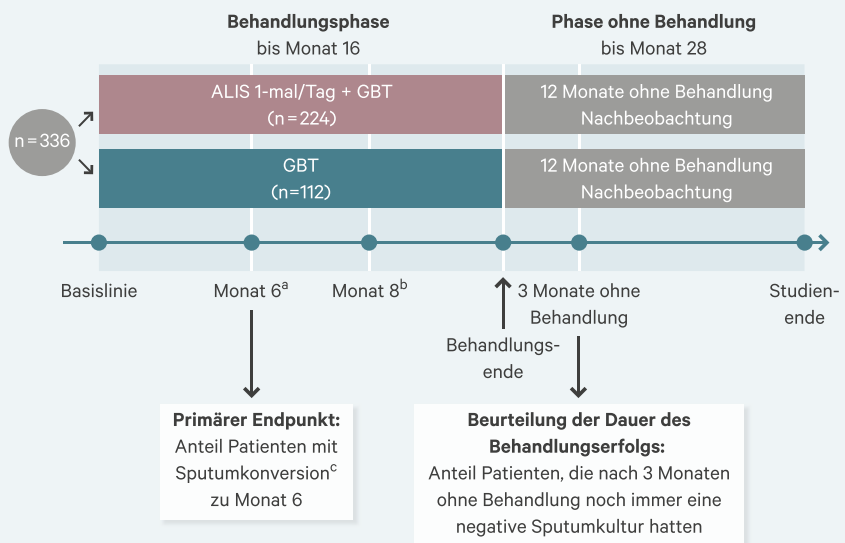 Behandlungsphase
bis Monat 16
Phase ohne Behandlung
bis Monat 28
n=336
ALIS 1-mal/Tag + GBT
(n=224)
12 Monate ohne Behandlung
Nachbeobachtung
GBT
(n=112)
12 Monate ohne Behandlung
Nachbeobachtung
Basislinie
Monat 6ᵃ
Monat 8ᵇ
Behandlungs-
ende
3 Monate ohne
Behandlung
Studien-
ende
Primärer Endpunkt:
Anteil Patienten mit
Sputumkonversionᶜ
zu Monat 6
Beurteilung der Dauer des
Behandlungserfolgs:
Anteil Patienten, die nach 3 Monaten
ohne Behandlung noch immer eine
negative Sputumkultur hatten